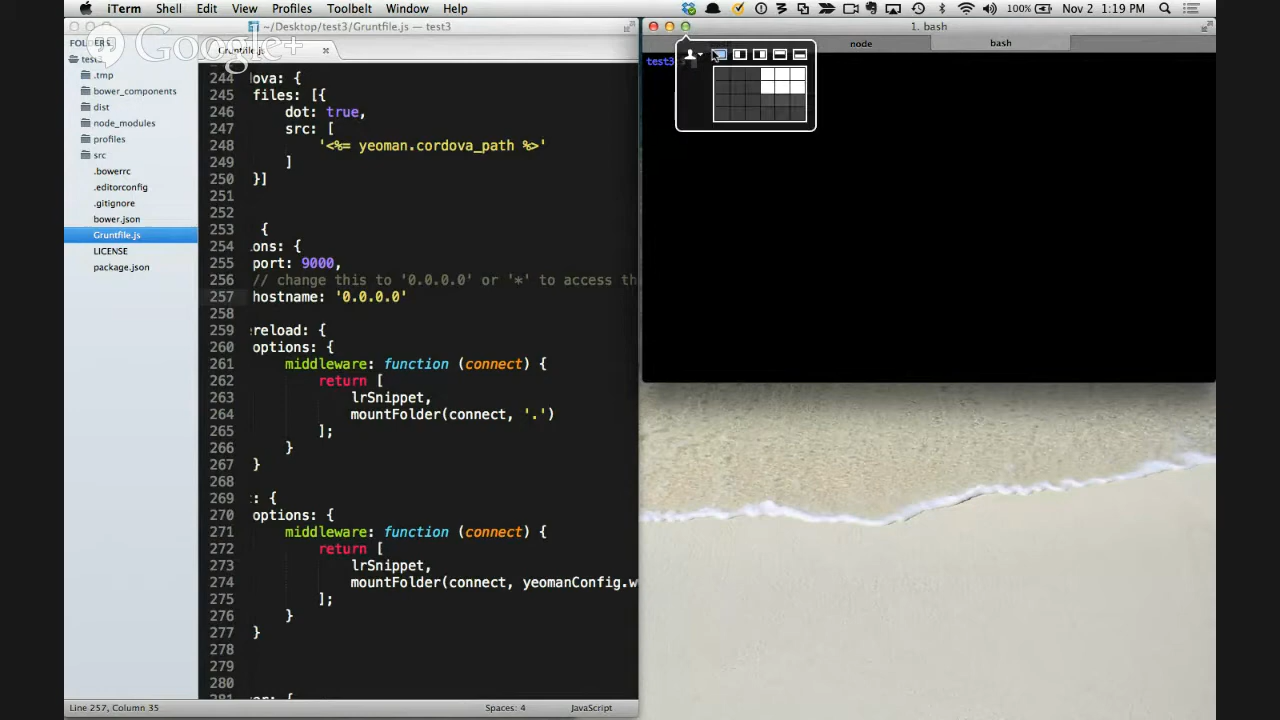 iTerm Shell Edit View Profiles Toolbelt Window Help 100% Nov 2 1:19 PM
~/Desktop/test3/Gruntfile.js — test3
Google+
FOLDERS
test3
.tmp
bower_components
dist
node_modules
profiles
src
.bowerrc
.editorconfig
.gitignore
bower.json
Gruntfile.js
LICENSE
package.json
Gruntfile.js
244 dova: {
245 files: [{
246 dot: true,
247 src: [
248 '<%= yeoman.cordova_path %>'
249 ]
250 }]
251
252
253 {
254 ons: {
255 port: 9000,
256 // change this to '0.0.0.0' or '*' to access th
257 hostname: '0.0.0.0'
258
259 reload: {
260 options: {
261 middleware: function (connect) {
262 return [
263 lrSnippet,
264 mountFolder(connect, '.')
265 ];
266 }
267 }
268
269 : {
270 options: {
271 middleware: function (connect) {
272 return [
273 lrSnippet,
274 mountFolder(connect, yeomanConfig.w
275 ];
276 }
277 }
278
279
280
Line 257, Column 35 Spaces: 4 JavaScript
1. bash
node bash
test3